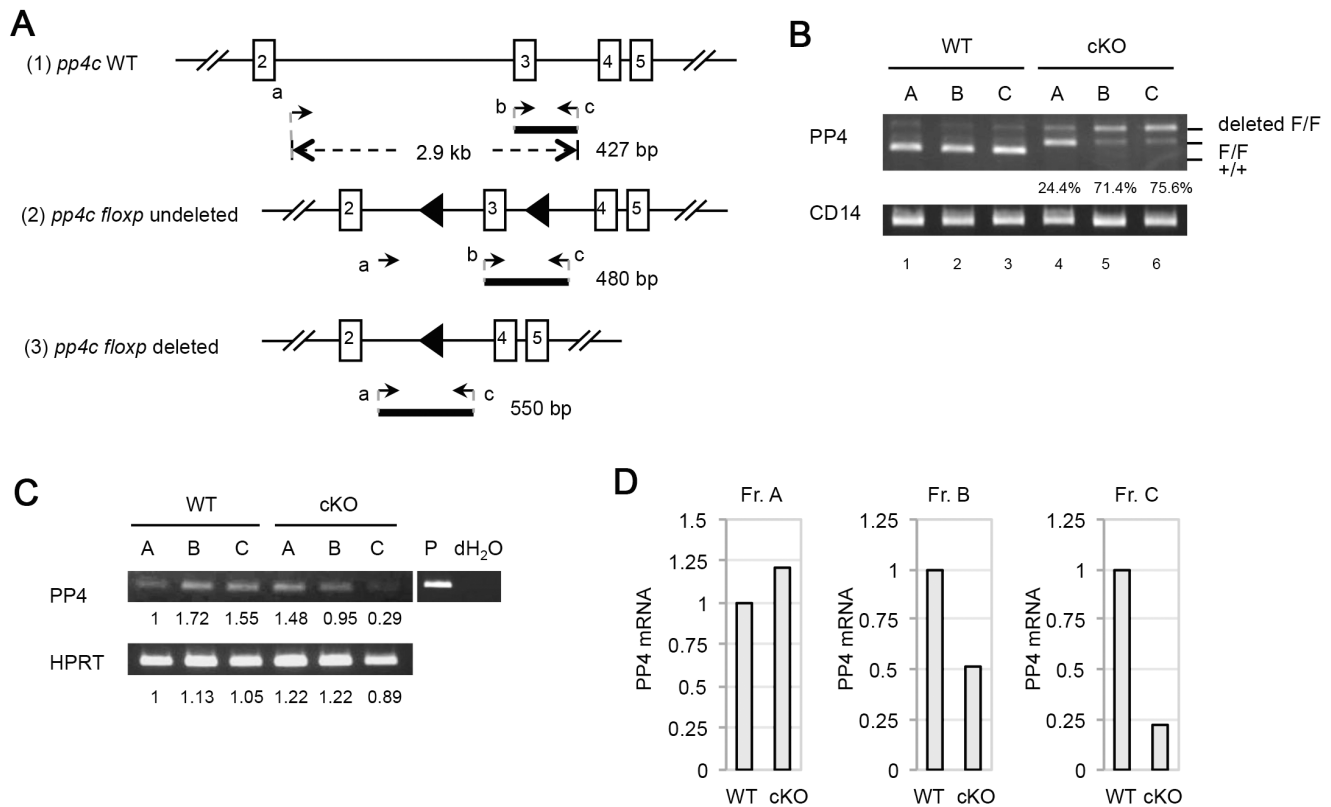 A
(1) pp4c WT
2 3 4 5
a b c
2.9 kb 427 bp
(2) pp4c floxp undeleted
2 3 4 5
a b c
480 bp
(3) pp4c floxp deleted
2 4 5
a c
550 bp
B
WT cKO
A B C A B C
PP4
deleted F/F
F/F
+/+
24.4% 71.4% 75.6%
CD14
1 2 3 4 5 6
C
WT cKO
A B C A B C P dH2O
PP4
1 1.72 1.55 1.48 0.95 0.29
HPRT
1 1.13 1.05 1.22 1.22 0.89
D
Fr. A
PP4 mRNA
1.5
1.25
1
0.75
0.5
0.25
0
WT cKO
Fr. B
PP4 mRNA
1.25
1
0.75
0.5
0.25
0
WT cKO
Fr. C
PP4 mRNA
1.25
1
0.75
0.5
0.25
0
WT cKO